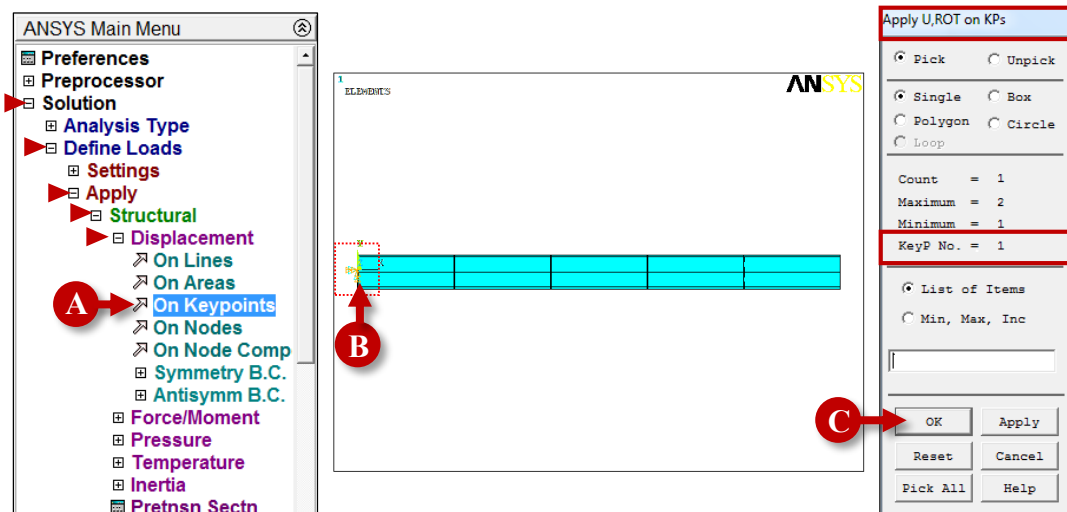 ANSYS Main Menu
Preferences
Preprocessor
Solution
Analysis Type
Define Loads
Settings
Apply
Structural
Displacement
On Lines
On Areas
On Keypoints
On Nodes
On Node Comp
Symmetry B.C.
Antisymm B.C.
Force/Moment
Pressure
Temperature
Inertia
Pretnsn Sectn
A
1
ELEMENTS
ANSYS
B
Apply U,ROT on KPs
Pick Unpick
Single Box
Polygon Circle
Loop
Count = 1
Maximum = 2
Minimum = 1
KeyP No. = 1
List of Items
Min, Max, Inc
C
OK Apply
Reset Cancel
Pick All Help